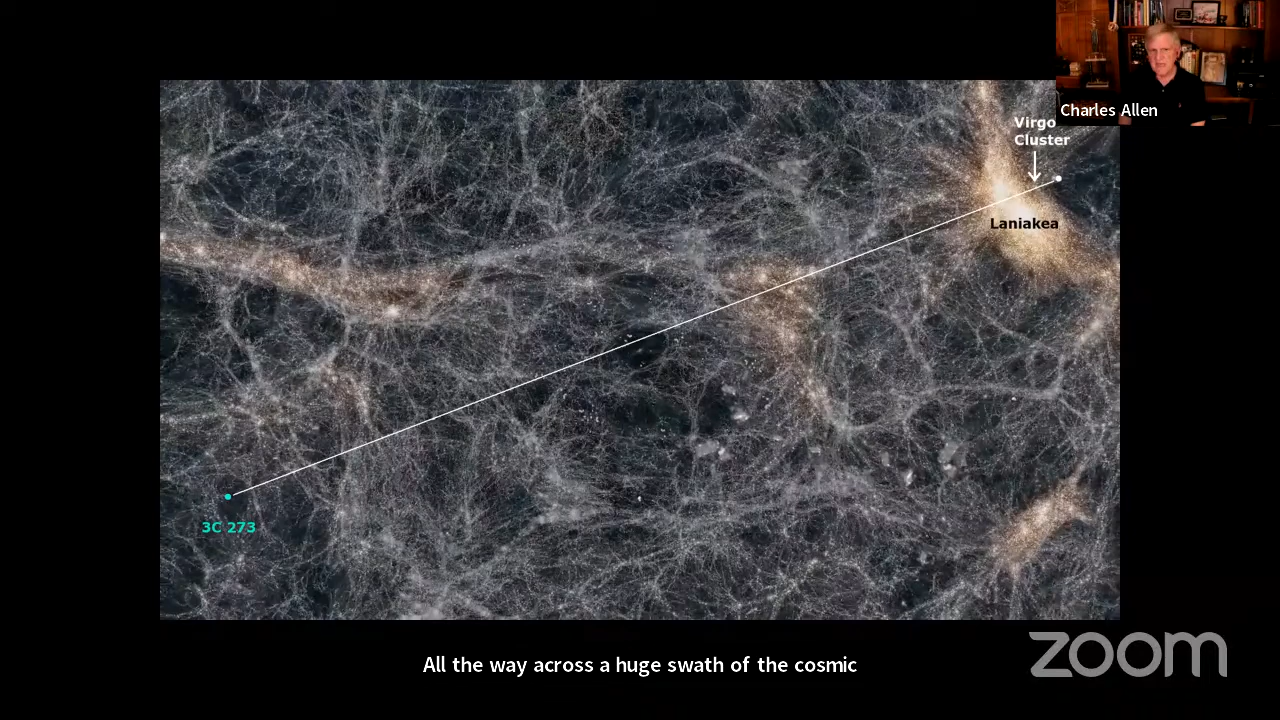 Charles Allen
Virgo
Cluster
Laniakea
3C 273
All the way across a huge swath of the cosmic
zoom